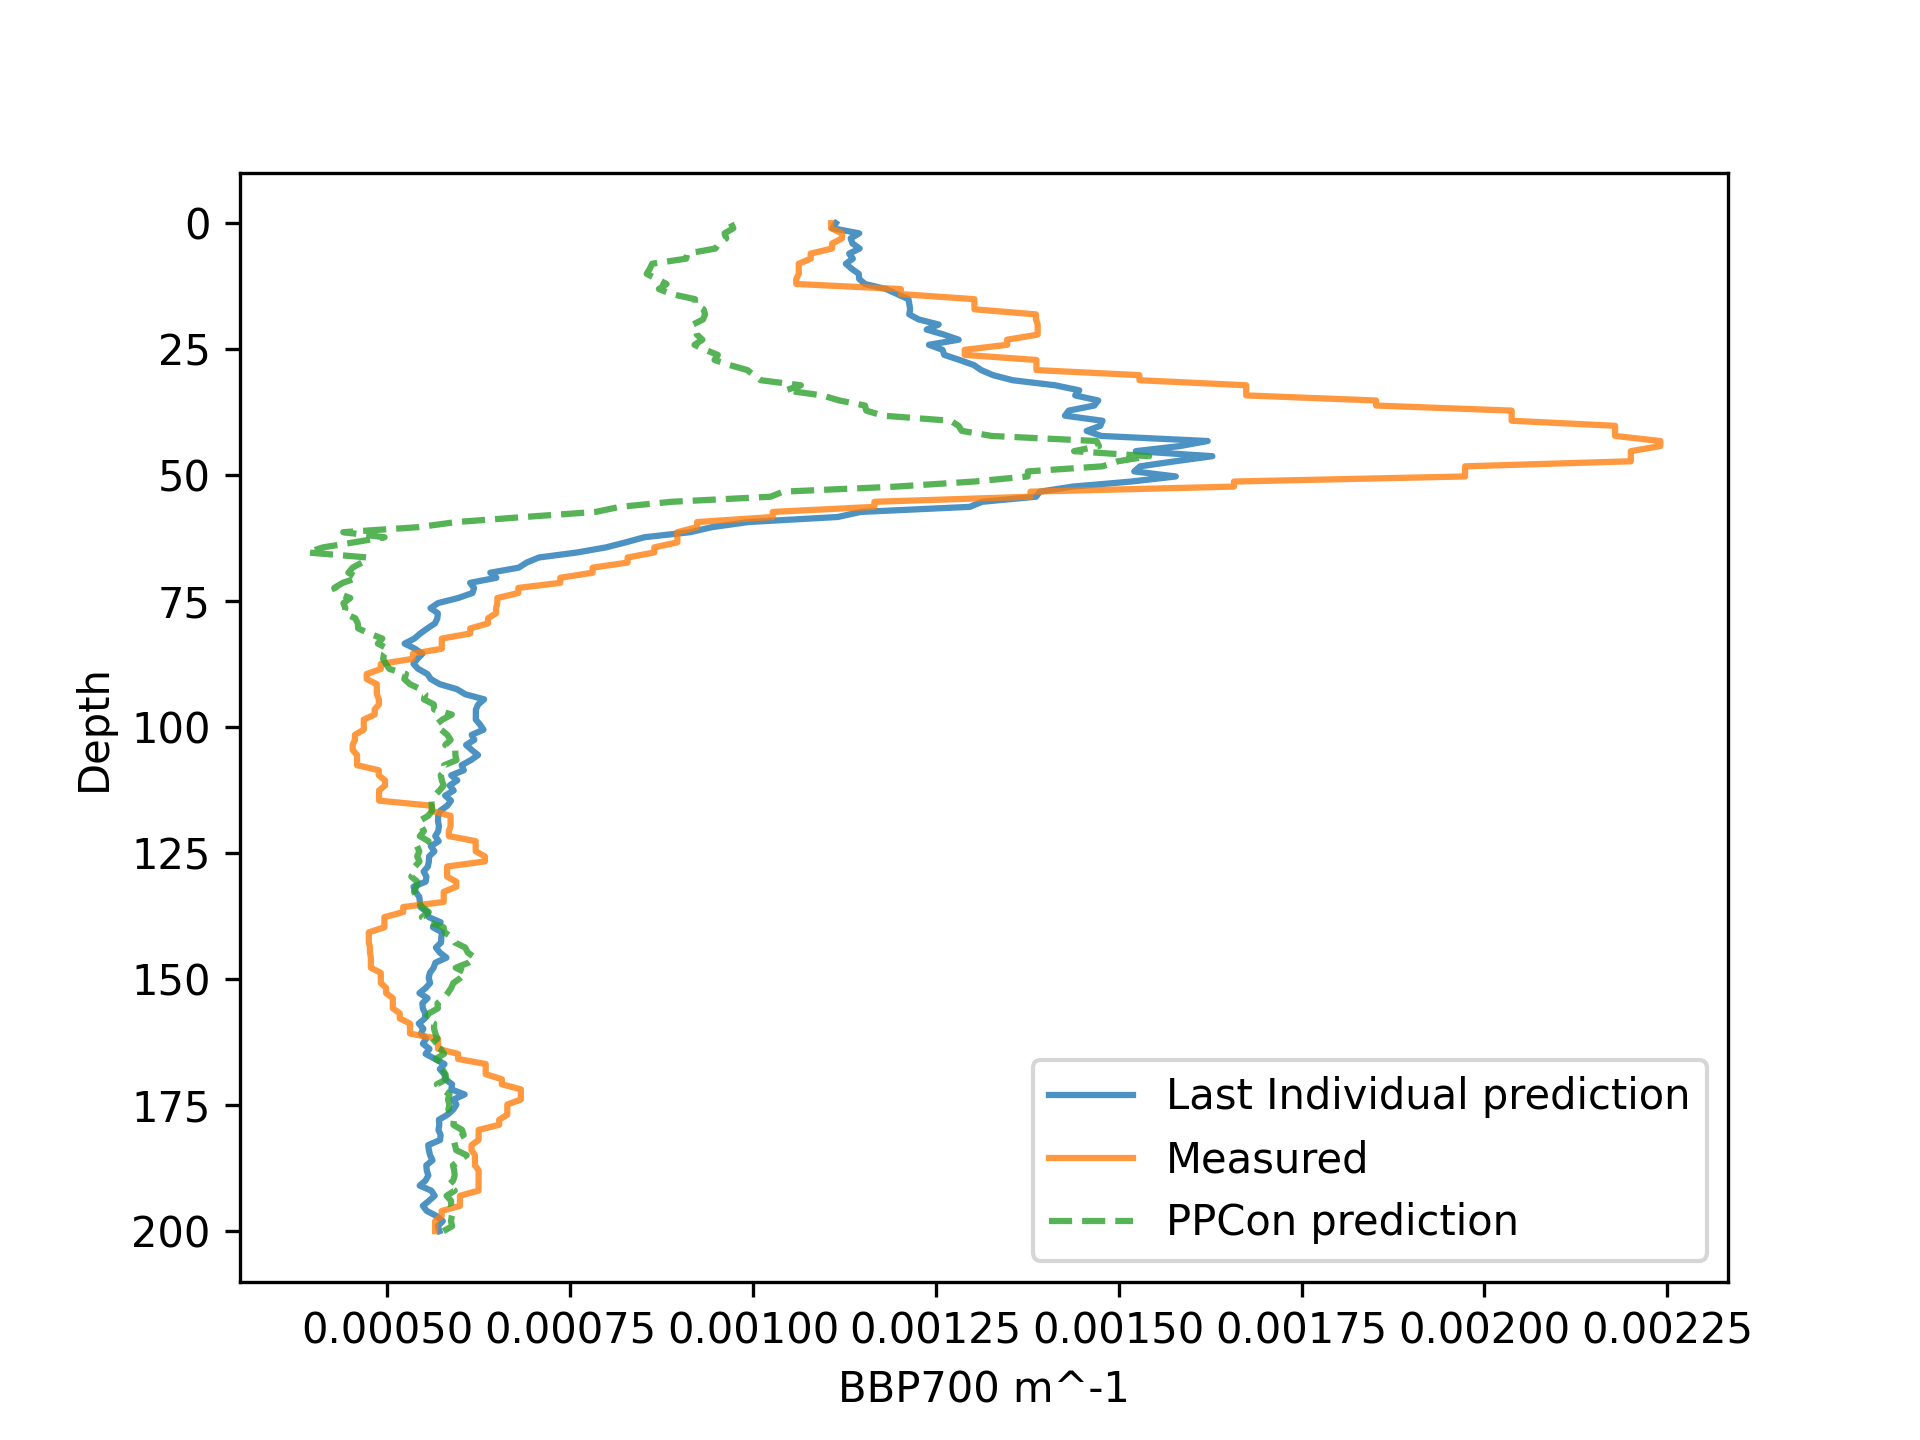 0
25
50
75
100
125
150
175
200
Depth
0.00050 0.00075 0.00100 0.00125 0.00150 0.00175 0.00200 0.00225
BBP700 m^-1
Last Individual prediction
Measured
PPCon prediction